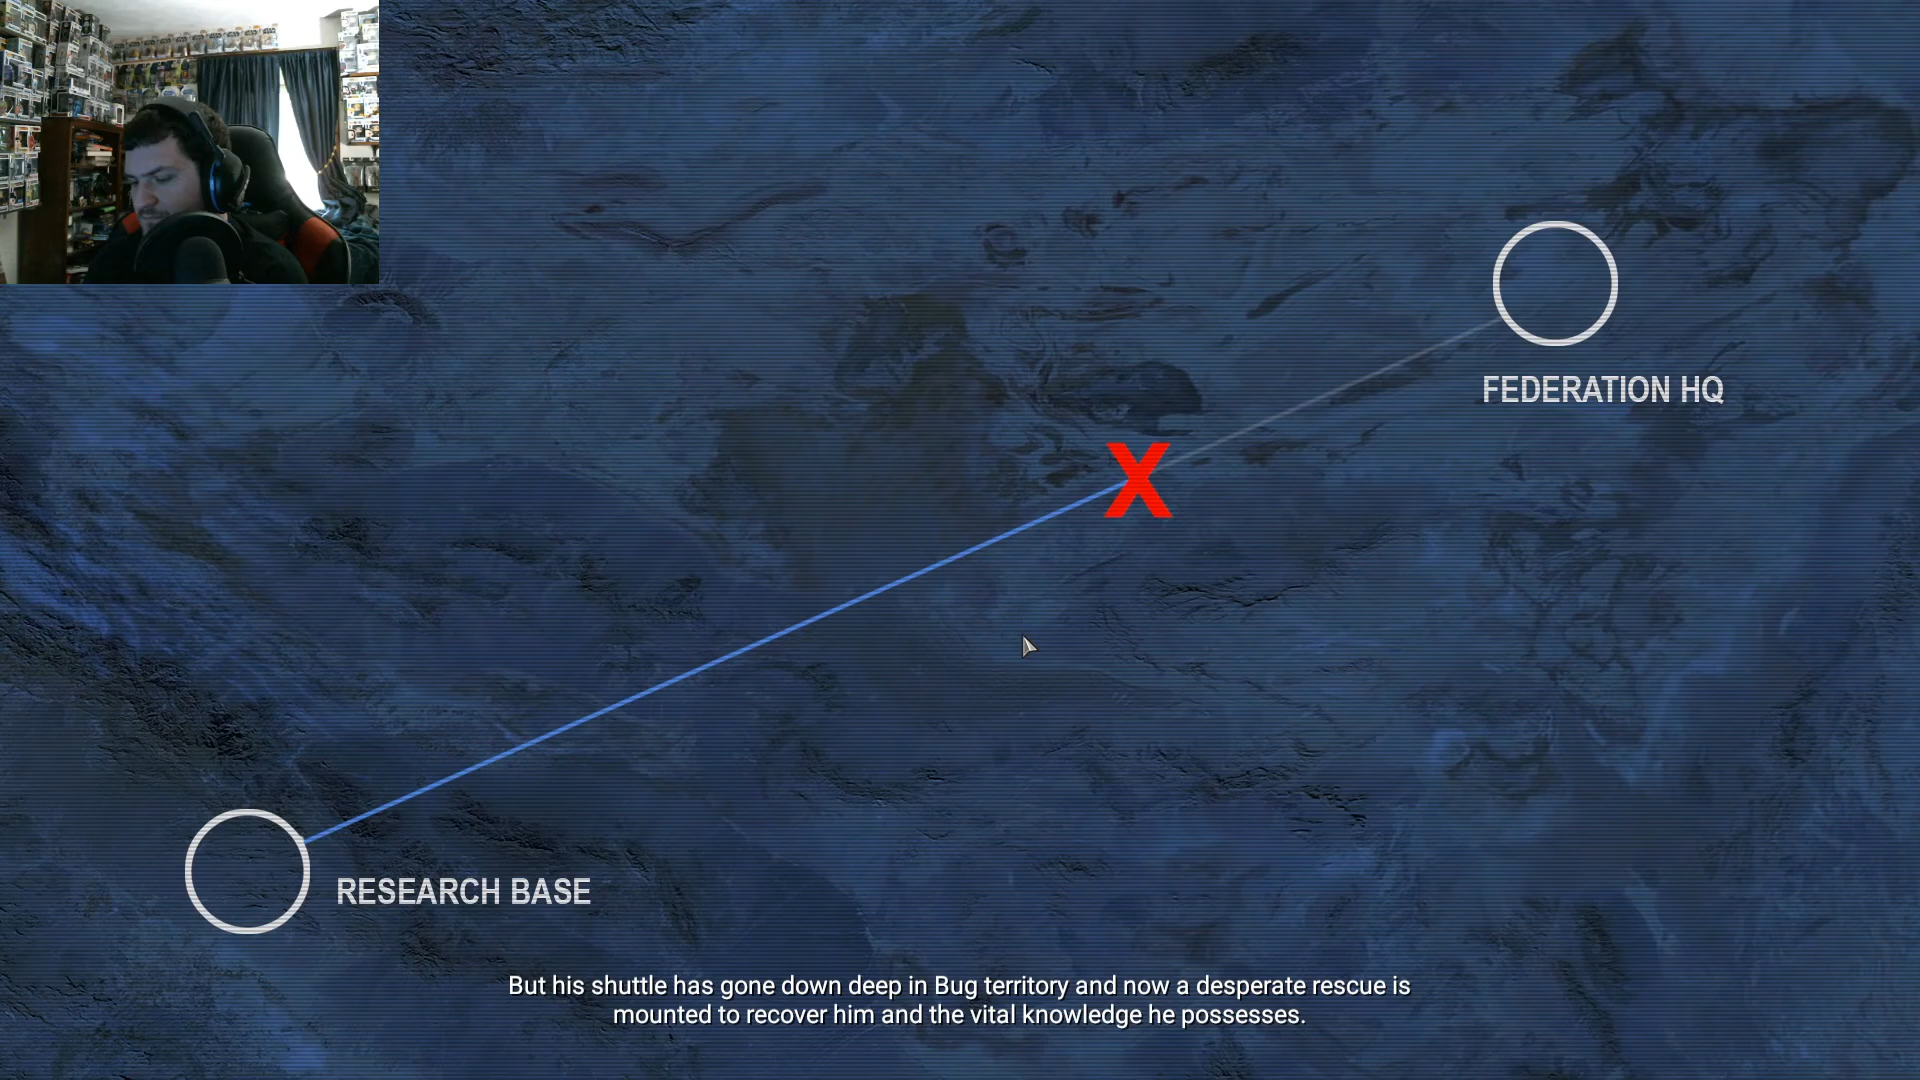 FEDERATION HQ
X
RESEARCH BASE
But his shuttle has gone down deep in Bug territory and now a desperate rescue is
mounted to recover him and the vital knowledge he possesses.